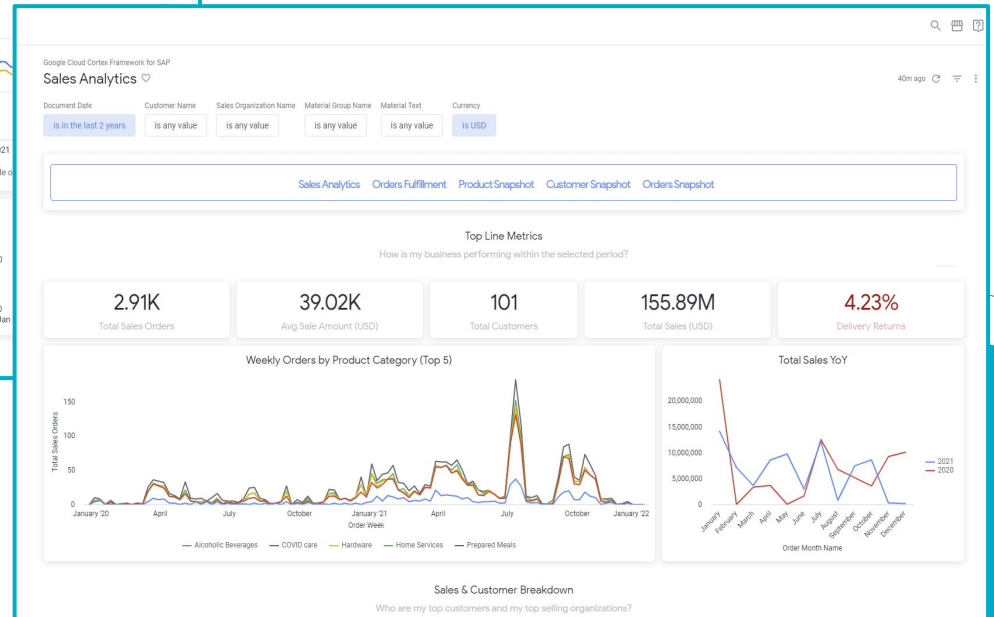 Google Cloud Cortex Framework for SAP
Sales Analytics
40m ago
Document Date Customer Name Sales Organization Name Material Group Name Material Text Currency
is in the last 2 years is any value is any value is any value is any value is USD
Sales Analytics Orders Fulfillment Product Snapshot Customer Snapshot Orders Snapshot
Top Line Metrics
How is my business performing within the selected period?
2.91K 39.02K 101 155.89M 4.23%
Total Sales Orders Avg Sale Amount (USD) Total Customers Total Sales (USD) Delivery Returns
Weekly Orders by Product Category (Top 5)
Total Sales Orders
150
100
50
0
January '20 April July October January '21 April July October January '22
Order Week
Alcoholic Beverages COVID care Hardware Home Services Prepared Meals
Total Sales YoY
20,000,000
15,000,000
10,000,000
5,000,000
0
January February March April May June July August September October November December
Order Month Name
2021
2020
Sales & Customer Breakdown
Who are my top customers and my top selling organizations?